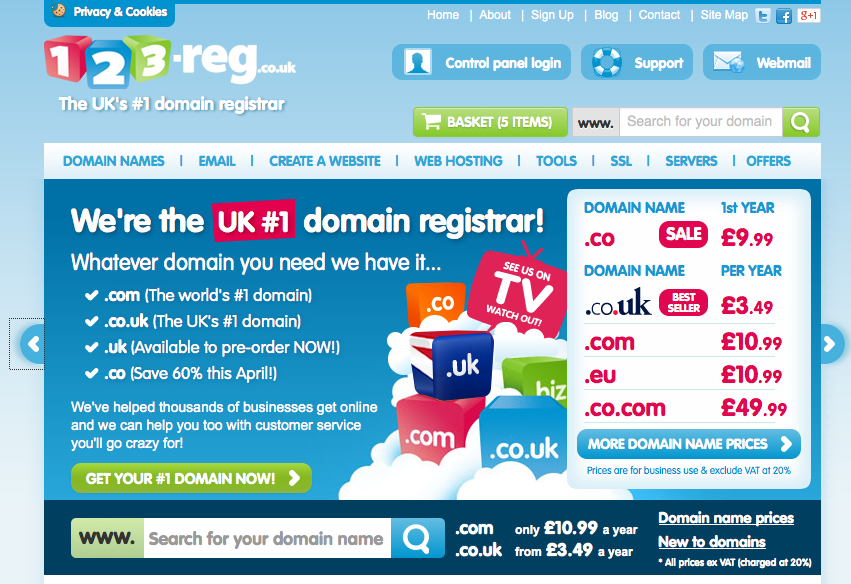 Privacy & Cookies
Home | About | Sign Up | Blog | Contact | Site Map
g+1
123-reg.co.uk
The UK's #1 domain registrar
Control panel login
Support
Webmail
BASKET (5 ITEMS)
www. Search for your domain
DOMAIN NAMES | EMAIL | CREATE A WEBSITE | WEB HOSTING | TOOLS | SSL | SERVERS | OFFERS
We're the UK #1 domain registrar!
Whatever domain you need we have it...
.com (The world's #1 domain)
.co.uk (The UK's #1 domain)
.uk (Available to pre-order NOW!)
.co (Save 60% this April!)
We've helped thousands of businesses get online
and we can help you too with customer service
you'll go crazy for!
GET YOUR #1 DOMAIN NOW!
SEE US ON
TV
WATCH OUT!
.co
.uk
biz
.com
.co.uk
DOMAIN NAME 1st YEAR
.co SALE £9.99
DOMAIN NAME PER YEAR
.co.uk BEST SELLER £3.49
.com £10.99
.eu £10.99
.co.com £49.99
MORE DOMAIN NAME PRICES
Prices are for business use & exclude VAT at 20%
www. Search for your domain name
.com only £10.99 a year
.co.uk from £3.49 a year
Domain name prices
New to domains
* All prices ex VAT (charged at 20%)